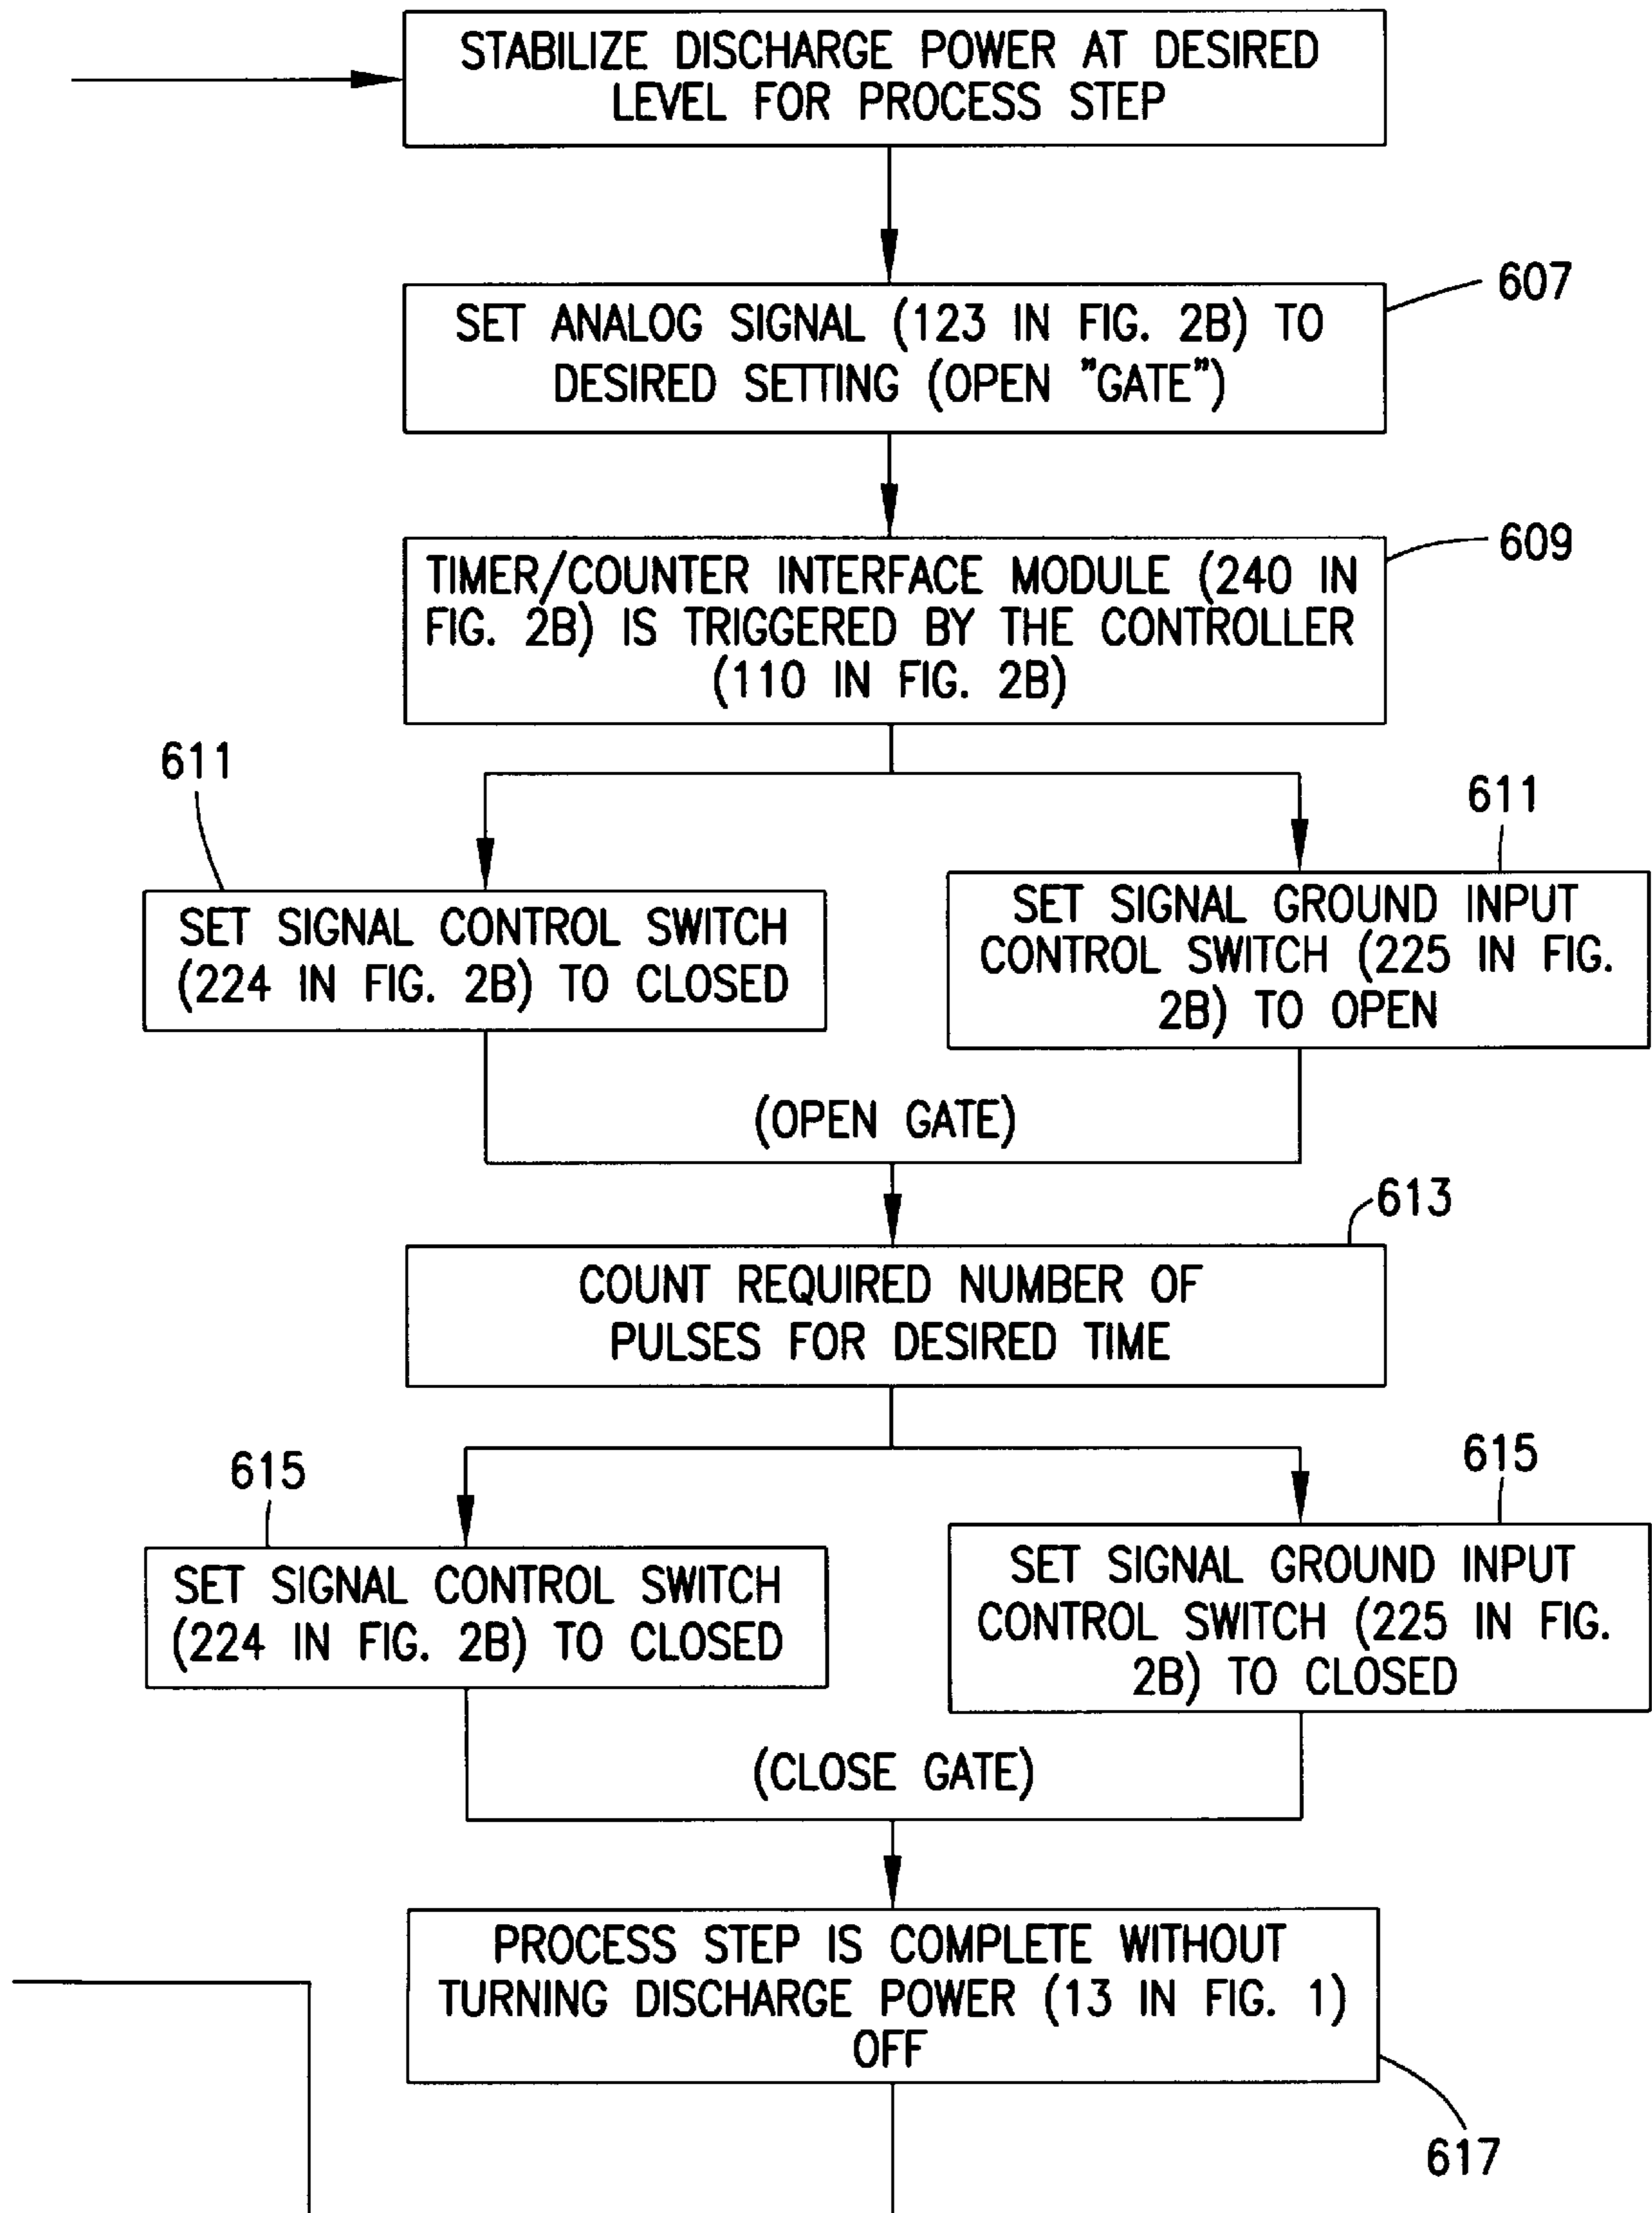 STABILIZE DISCHARGE POWER AT DESIRED
LEVEL FOR PROCESS STEP
607
SET ANALOG SIGNAL (123 IN FIG. 2B) TO
DESIRED SETTING (OPEN "GATE")
609
TIMER/COUNTER INTERFACE MODULE (240 IN
FIG. 2B) IS TRIGGERED BY THE CONTROLLER
(110 IN FIG. 2B)
611
SET SIGNAL CONTROL SWITCH
(224 IN FIG. 2B) TO CLOSED
611
SET SIGNAL GROUND INPUT
CONTROL SWITCH (225 IN FIG.
2B) TO OPEN
(OPEN GATE)
613
COUNT REQUIRED NUMBER OF
PULSES FOR DESIRED TIME
615
SET SIGNAL CONTROL SWITCH
(224 IN FIG. 2B) TO CLOSED
615
SET SIGNAL GROUND INPUT
CONTROL SWITCH (225 IN FIG.
2B) TO CLOSED
(CLOSE GATE)
PROCESS STEP IS COMPLETE WITHOUT
TURNING DISCHARGE POWER (13 IN FIG. 1)
OFF
617